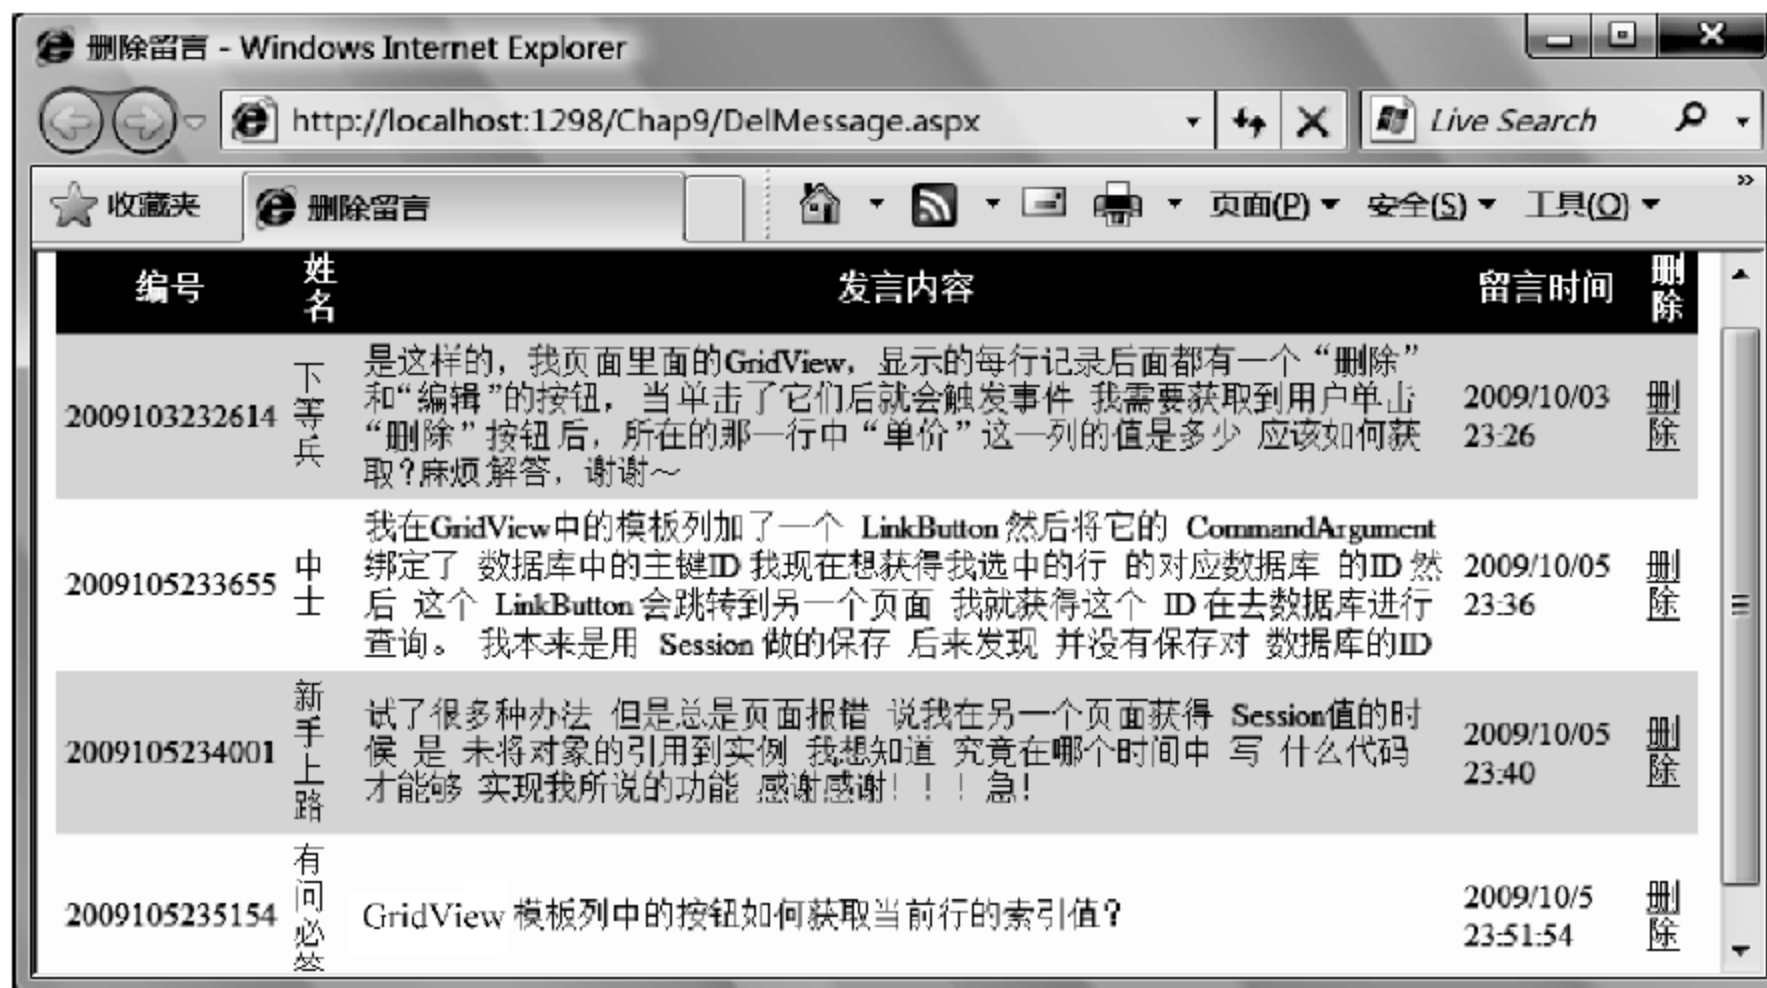 删除留言 - Windows Internet Explorer
http://localhost:1298/Chap9/DelMessage.aspx
Live Search
收藏夹
删除留言
页面(P)
安全(S)
工具(O)
»
编号 姓名 发言内容 留言时间 删除
2009103232614
下等兵
是这样的，我页面里面的GridView，显示的每行记录后面都有一个“删除”
和“编辑”的按钮，当单击了它们后就会触发事件 我需要获取到用户单击
“删除”按钮后，所在的那一行中“单价”这一列的值是多少 应该如何获
取?麻烦解答，谢谢～
2009/10/03
23:26
删除
2009105233655
中士
我在GridView中的模板列加了一个 LinkButton 然后将它的 CommandArgument
绑定了 数据库中的主键ID 我现在想获得我选中的行 的对应数据库 的ID 然
后 这个 LinkButton 会跳转到另一个页面 我就获得这个 ID 在去数据库进行
查询。 我本来是用 Session 做的保存 后来发现 并没有保存对 数据库的ID
2009/10/05
23:36
删除
2009105234001
新手上路
试了很多种办法 但是总是页面报错 说我在另一个页面获得 Session值的时
候 是 未将对象的引用到实例 我想知道 究竟在哪个时间中 写 什么代码
才能够 实现我所说的功能 感谢感谢！！！急！
2009/10/05
23:40
删除
2009105235154
有问必答
GridView 模板列中的按钮如何获取当前行的索引值?
2009/10/5
23:51:54
删除